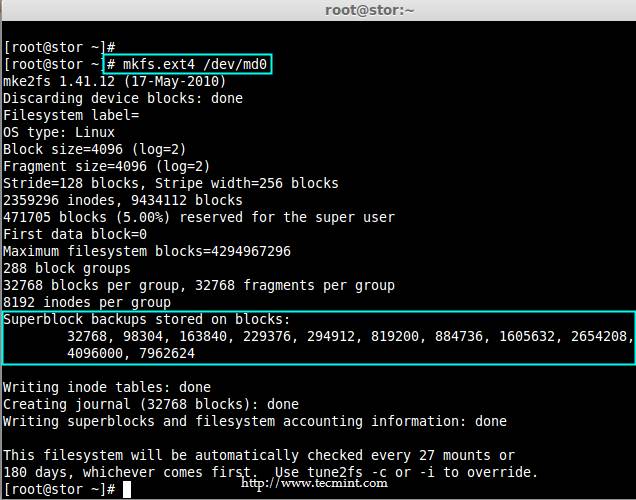 root@stor:~
[root@stor ~]#
[root@stor ~]# mkfs.ext4 /dev/md0
mke2fs 1.41.12 (17-May-2010)
Discarding device blocks: done
Filesystem label=
OS type: Linux
Block size=4096 (log=2)
Fragment size=4096 (log=2)
Stride=128 blocks, Stripe width=256 blocks
2359296 inodes, 9434112 blocks
471705 blocks (5.00%) reserved for the super user
First data block=0
Maximum filesystem blocks=4294967296
288 block groups
32768 blocks per group, 32768 fragments per group
8192 inodes per group
Superblock backups stored on blocks:
32768, 98304, 163840, 229376, 294912, 819200, 884736, 1605632, 2654208,
4096000, 7962624
Writing inode tables: done
Creating journal (32768 blocks): done
Writing superblocks and filesystem accounting information: done
This filesystem will be automatically checked every 27 mounts or
180 days, whichever comes first.  Use tune2fs -c or -i to override.
[root@stor ~]#
http://www.tecmint.com